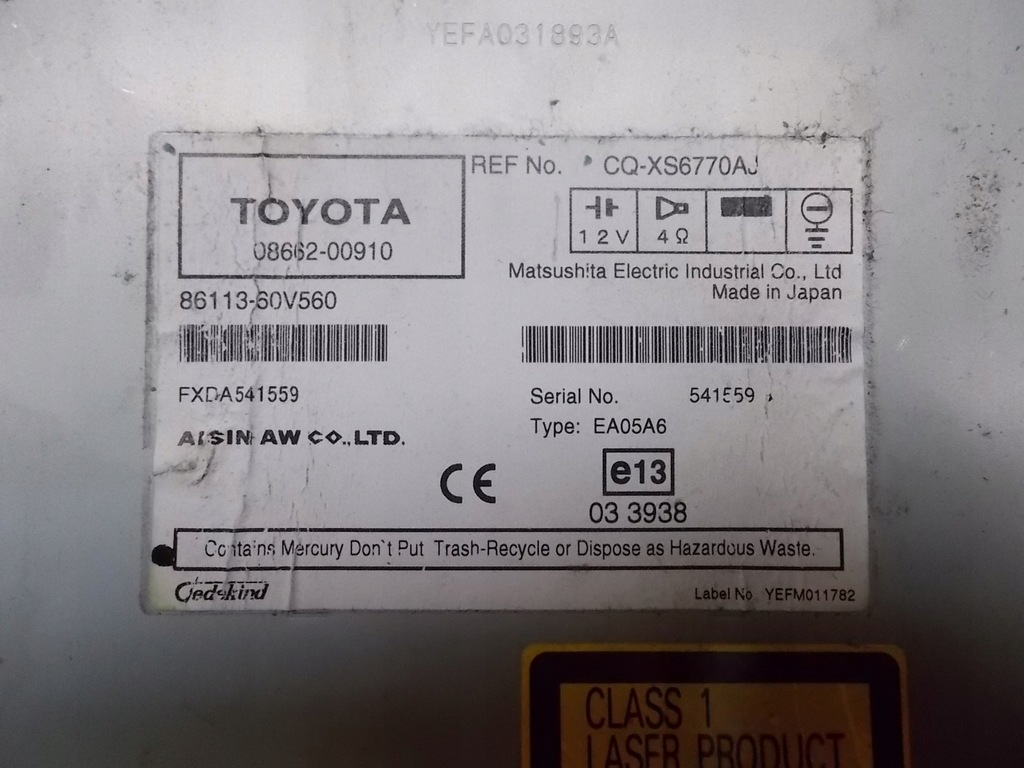 YEFA031893A
TOYOTA
08662-00910
REF No. CQ-XS6770AJ
12V 4Ω
Matsushita Electric Industrial Co., Ltd
Made in Japan
86113-60V560
FXDA541559
Serial No. 541559
Type: EA05A6
AISIN AW CO.,LTD.
CE
e13
03 3938
Contains Mercury Don't Put Trash-Recycle or Dispose as Hazardous Waste.
Label No. YEFM011782
CLASS 1
LASER PRODUCT